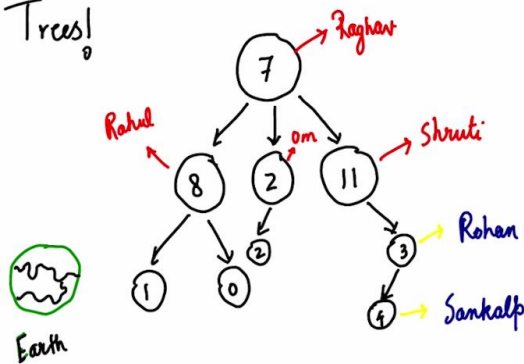 Trees!
Raghav
7
Rahul
Om
Shruti
8
2
11
2
3
Rohan
1
0
4
Sankalp
Earth